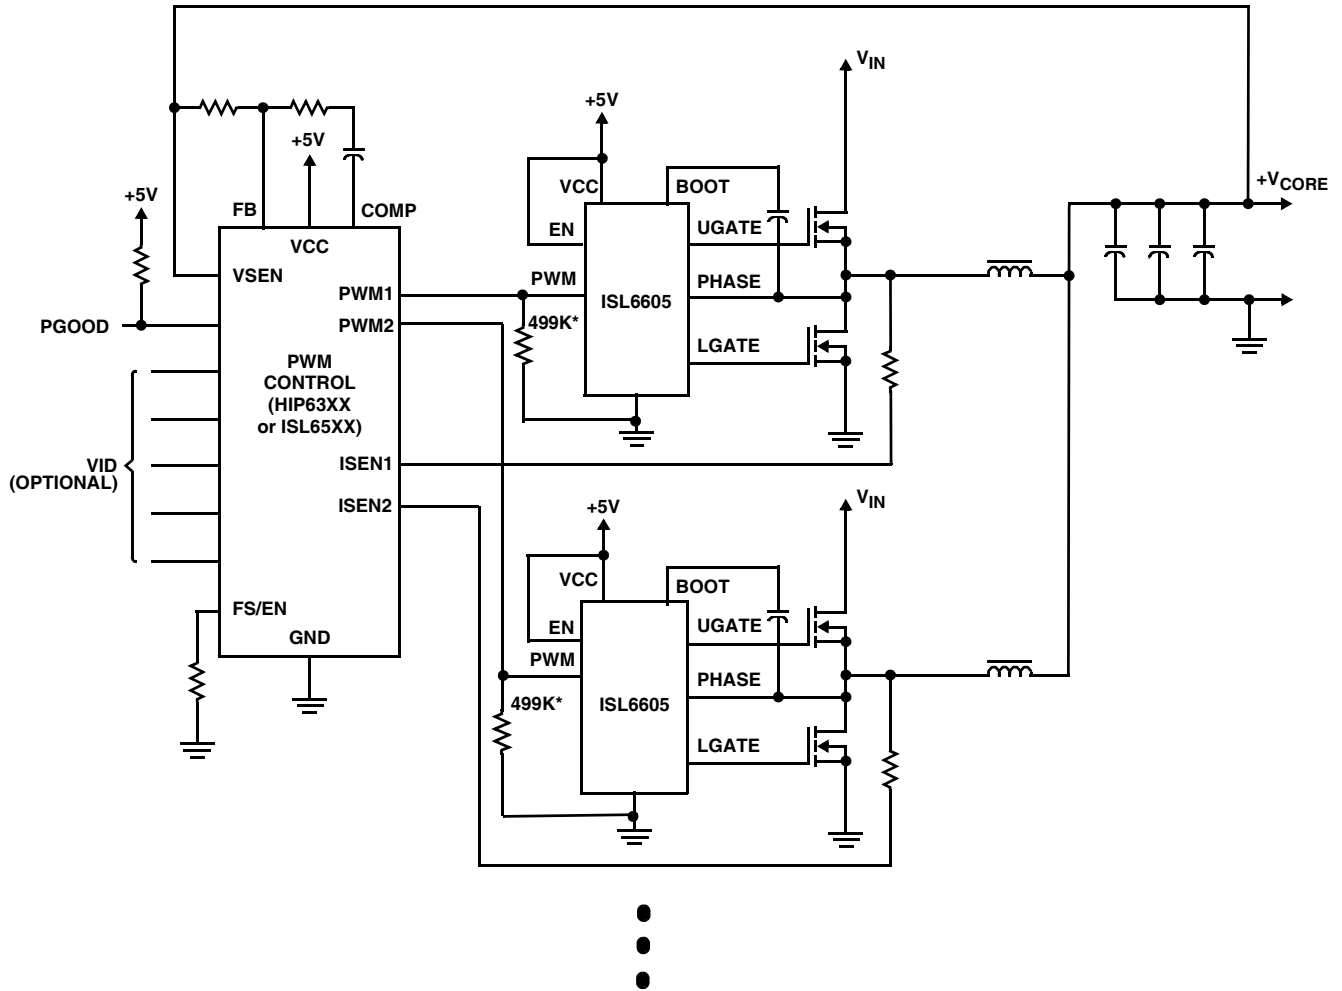 V_IN
+5V
+5V
+5V
VCC
BOOT
+V_CORE
FB
COMP
EN
UGATE
VCC
VSEN
PWM
PHASE
PWM1
ISL6605
PGOOD
PWM2
499K*
LGATE
PWM
CONTROL
(HIP63XX
or ISL65XX)
VID
(OPTIONAL)
ISEN1
ISEN2
V_IN
+5V
VCC
BOOT
FS/EN
EN
UGATE
GND
PWM
PHASE
499K*
ISL6605
LGATE